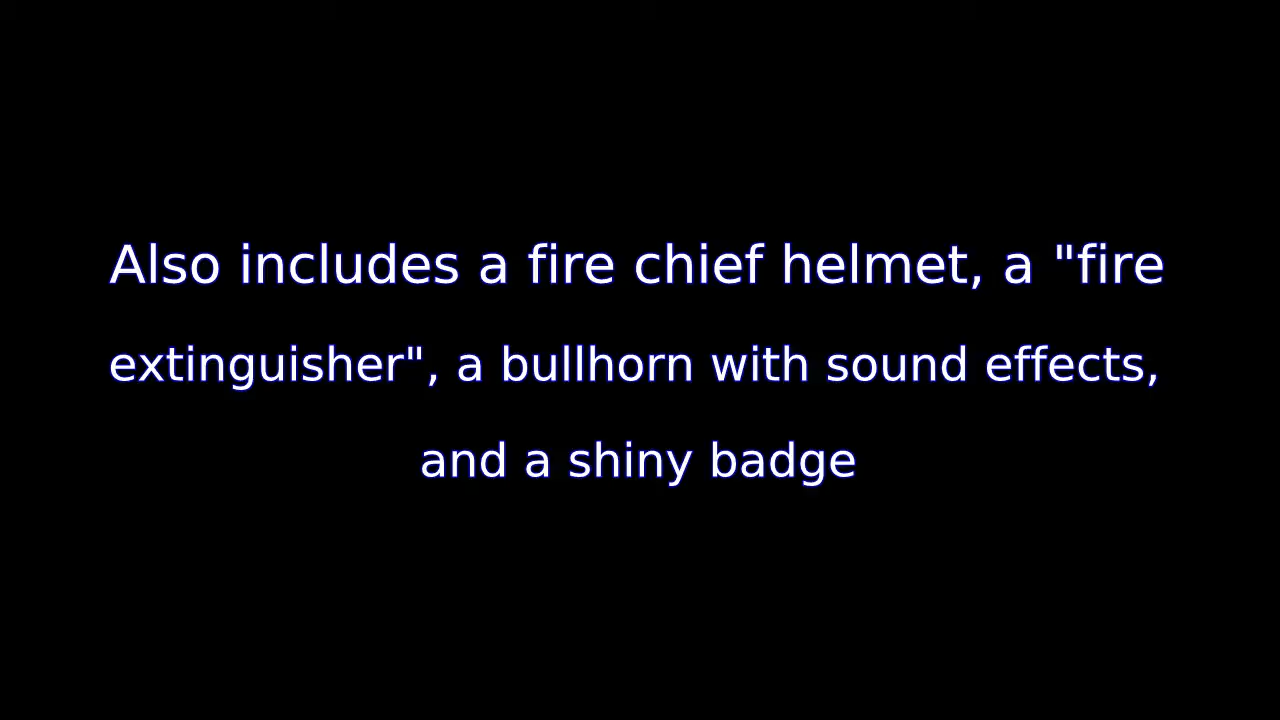 Also includes a fire chief helmet, a "fire
extinguisher", a bullhorn with sound effects,
and a shiny badge